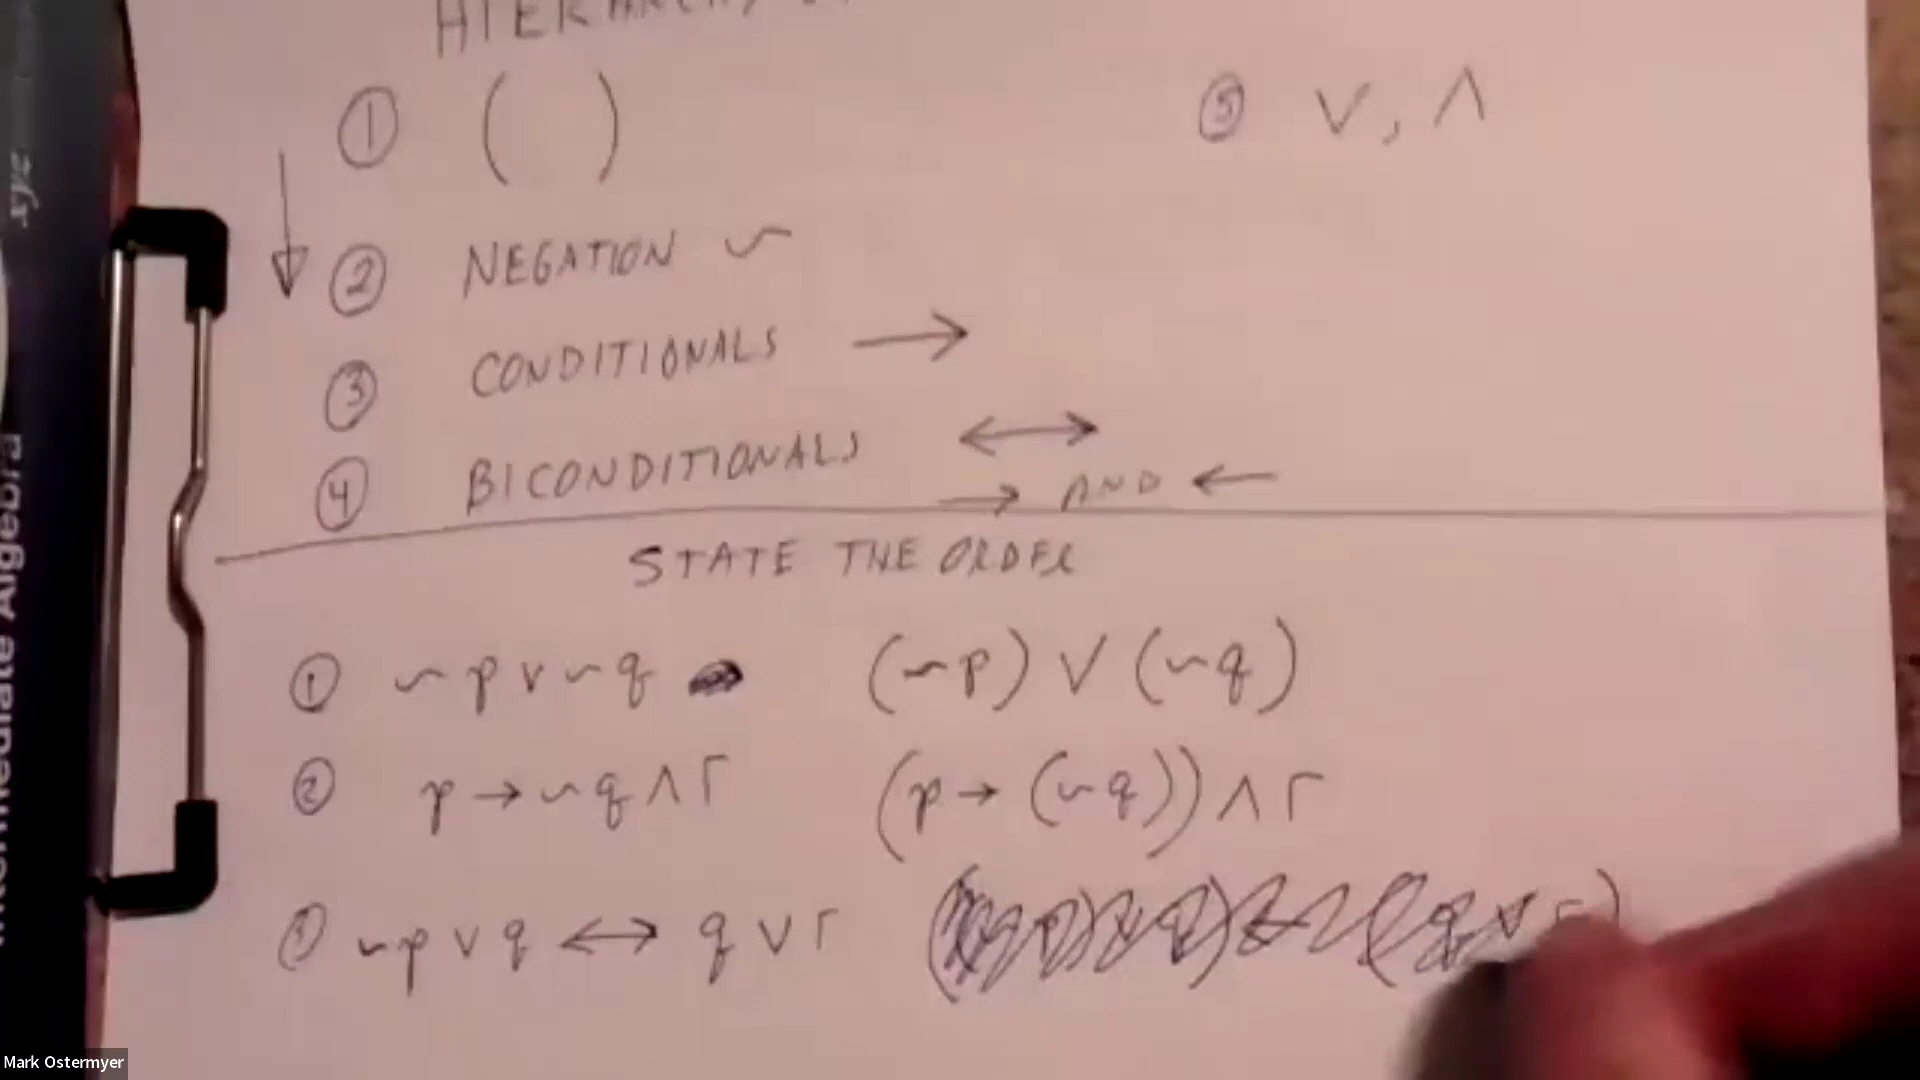 HIERARCHY
① ( )
⑤ ∨, ∧
② NEGATION ~
③ CONDITIONALS →
④ BICONDITIONALS ↔
→ AND ←
STATE THE ORDER
① ~p∨~q (~p)∨(~q)
② p→~q∧r (p→(~q))∧r
③ ~p∨q↔q∨r
xyz
Intermediate Algebra
Mark Ostermyer